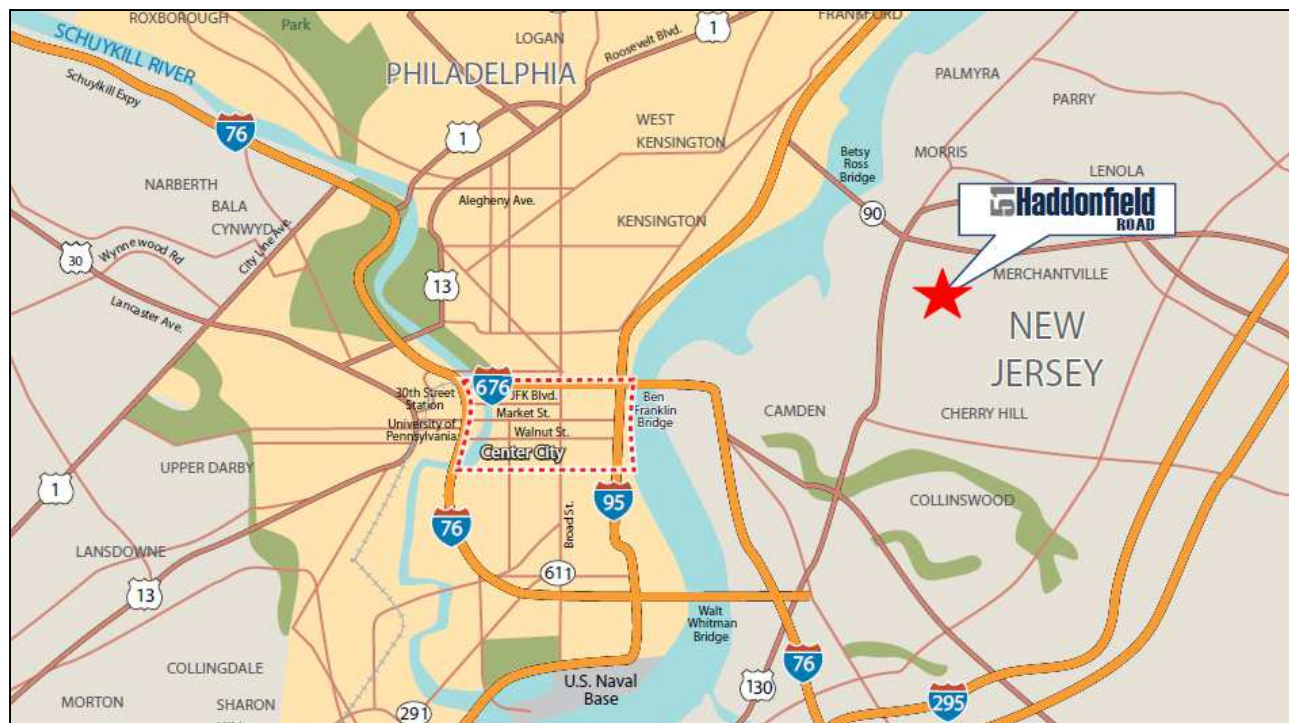 ROXBOROUGH
Park
1
FRANKFORD
SCHUYKILL RIVER
LOGAN
Roosevelt Blvd.
1
PHILADELPHIA
Schuylkill Expy
PALMYRA
PARRY
76
1
WEST
KENSINGTON
Betsy
Ross
Bridge
MORRIS
LENOLA
NARBERTH
BALA
CYNWYD
Alegheny Ave.
KENSINGTON
90
51 Haddonfield
ROAD
City Line Ave.
30
Wynnewood Rd
Lancaster Ave.
13
MERCHANTVILLE
NEW
JERSEY
30th Street
Station
676
JFK Blvd.
Market St.
Walnut St.
University of
Pennsylvania
Center City
Ben
Franklin
Bridge
CAMDEN
CHERRY HILL
UPPER DARBY
1
76
95
Broad St.
COLLINSWOOD
LANSDOWNE
13
611
Walt
Whitman
Bridge
COLLINGDALE
MORTON
SHARON
291
U.S. Naval
Base
76
130
295